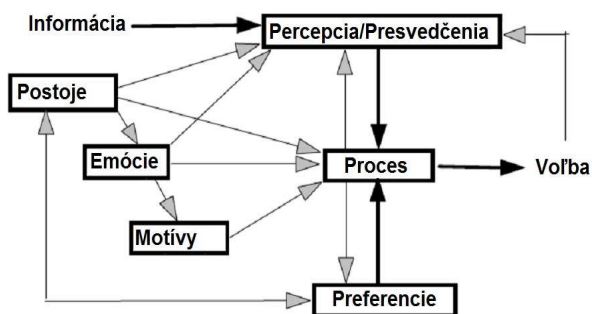 Informácia
Percepcia/Presvedčenia
Postoje
Emócie
Proces
Voľba
Motívy
Preferencie